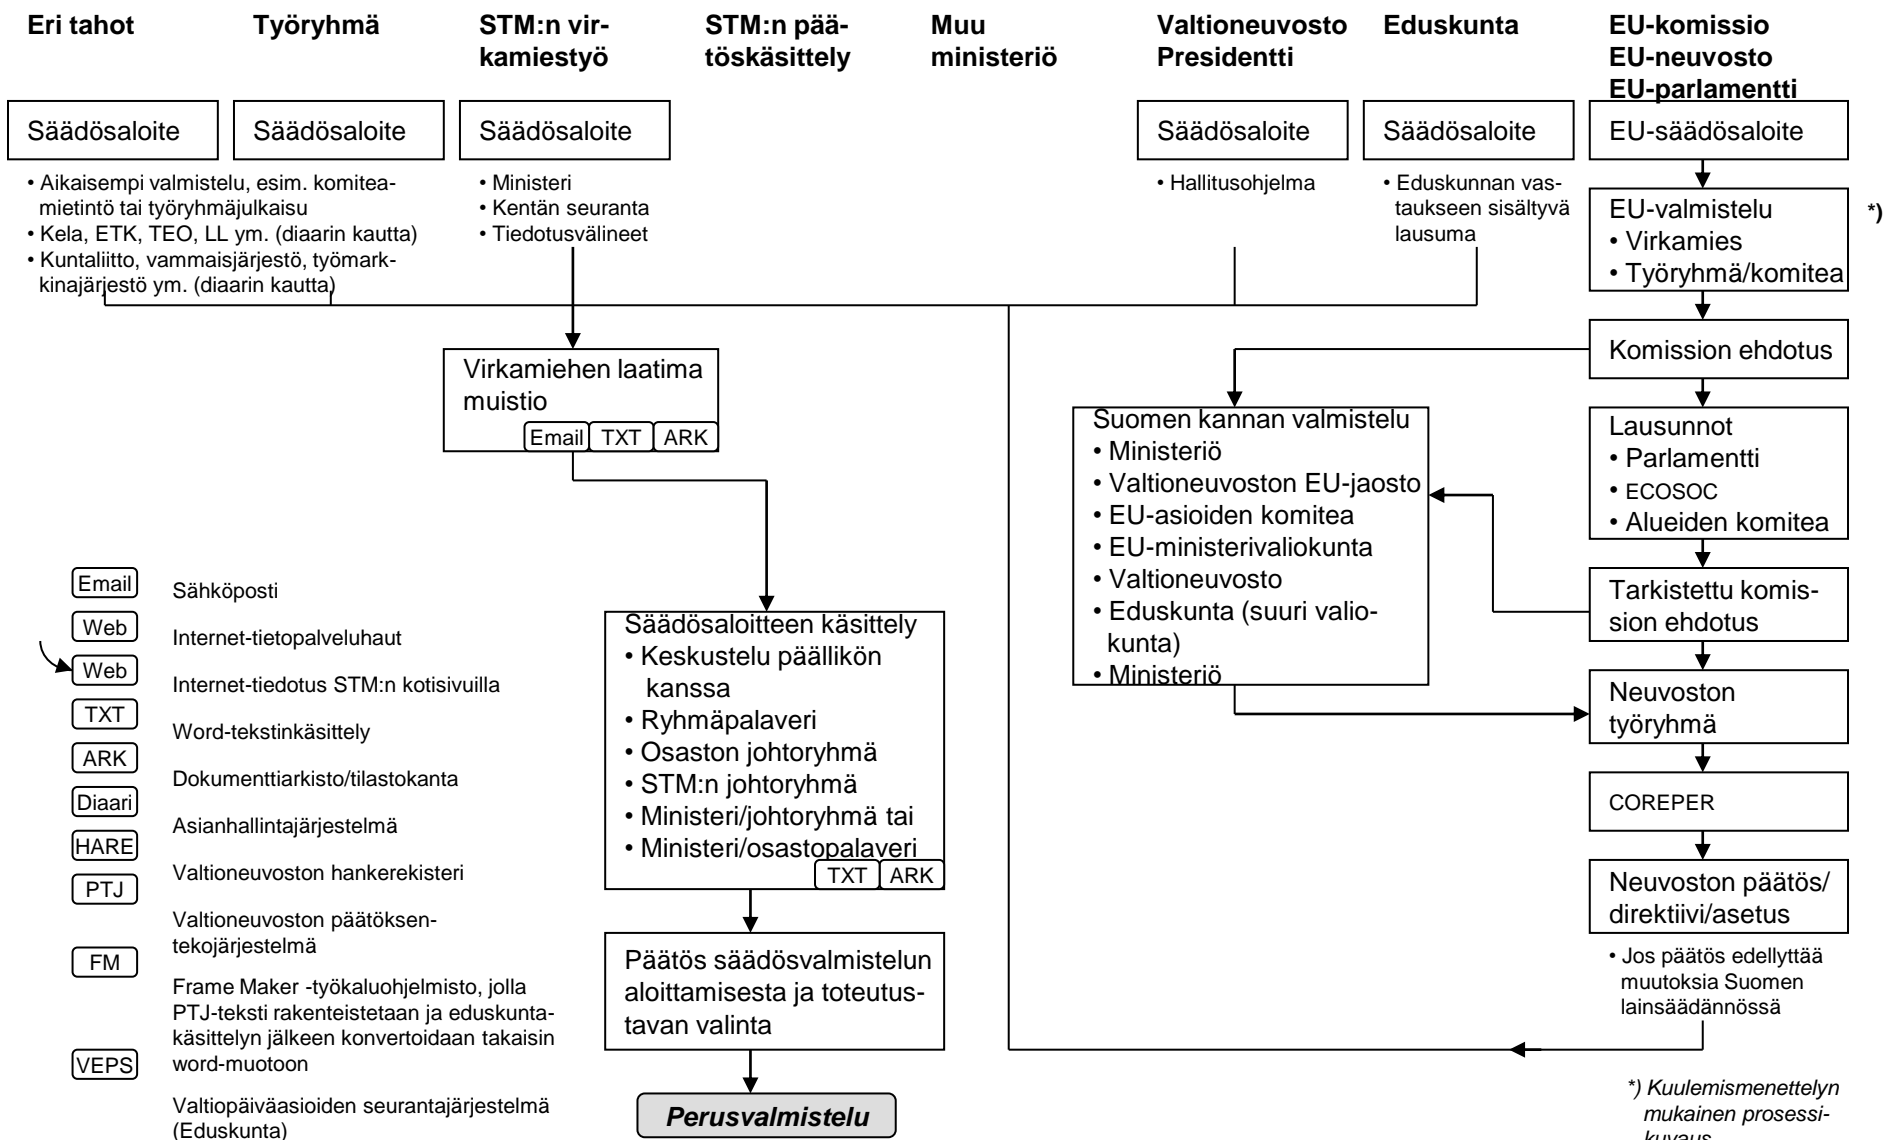 Eri tahot
Työryhmä
STM:n vir-
kamiestyö
STM:n pää-
töskäsittely
Muu
ministeriö
Valtioneuvosto
Presidentti
Eduskunta
EU-komissio
EU-neuvosto
EU-parlamentti
Säädösaloite
Säädösaloite
Säädösaloite
Säädösaloite
Säädösaloite
EU-säädösaloite
• Aikaisempi valmistelu, esim. komitea-
mietintö tai työryhmäjulkaisu
• Kela, ETK, TEO, LL ym. (diaarin kautta)
• Kuntaliitto, vammaisjärjestö, työmark-
kinajärjestö ym. (diaarin kautta)
• Ministeri
• Kentän seuranta
• Tiedotusvälineet
• Hallitusohjelma
• Eduskunnan vas-
taukseen sisältyvä
lausuma
EU-valmistelu
• Virkamies
• Työryhmä/komitea
*)
Komission ehdotus
Virkamiehen laatima
muistio
Email TXT ARK
Suomen kannan valmistelu
• Ministeriö
• Valtioneuvoston EU-jaosto
• EU-asioiden komitea
• EU-ministerivaliokunta
• Valtioneuvosto
• Eduskunta (suuri valio-
kunta)
• Ministeriö
Lausunnot
• Parlamentti
• ECOSOC
• Alueiden komitea
Tarkistettu komis-
sion ehdotus
Neuvoston
työryhmä
COREPER
Neuvoston päätös/
direktiivi/asetus
• Jos päätös edellyttää
muutoksia Suomen
lainsäädännössä
Säädösaloitteen käsittely
• Keskustelu päällikön
kanssa
• Ryhmäpalaveri
• Osaston johtoryhmä
• STM:n johtoryhmä
• Ministeri/johtoryhmä tai
• Ministeri/osastopalaveri
TXT ARK
Päätös säädösvalmistelun
aloittamisesta ja toteutus-
tavan valinta
Perusvalmistelu
Email
Sähköposti
Web
Internet-tietopalveluhaut
Web
Internet-tiedotus STM:n kotisivuilla
TXT
Word-tekstinkäsittely
ARK
Dokumenttiarkisto/tilastokanta
Diaari
Asianhallintajärjestelmä
HARE
Valtioneuvoston hankerekisteri
PTJ
Valtioneuvoston päätöksen-
tekojärjestelmä
FM
Frame Maker -työkaluohjelmisto, jolla
PTJ-teksti rakenteistetaan ja eduskunta-
käsittelyn jälkeen konvertoidaan takaisin
word-muotoon
VEPS
Valtiopäiväasioiden seurantajärjestelmä
(Eduskunta)
*) Kuulemismenettelyn
mukainen prosessi-
kuvaus